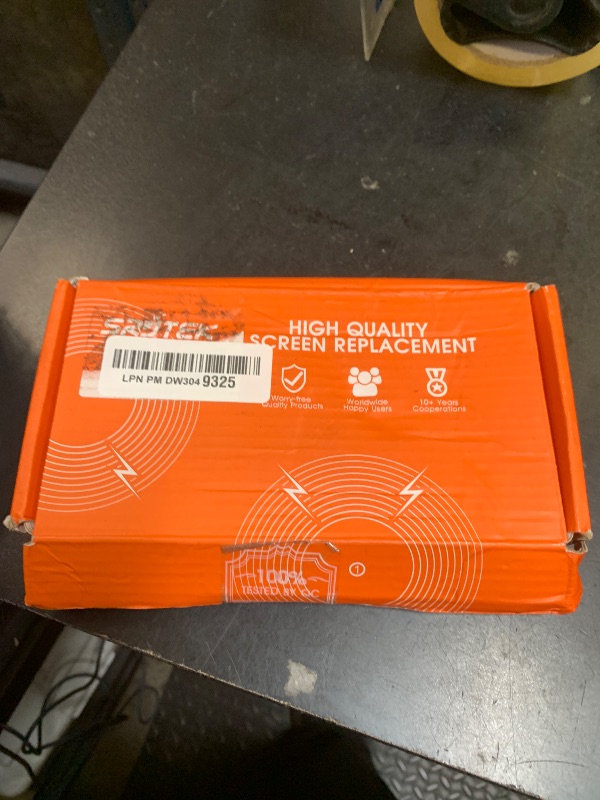 HIGH QUALITY
SCREEN REPLACEMENT
LPN PM DW304 9325
Worry-free
Quality Products
Worldwide
Happy Users
10+ Years
Cooperations
100%
TESTED BY QC
1